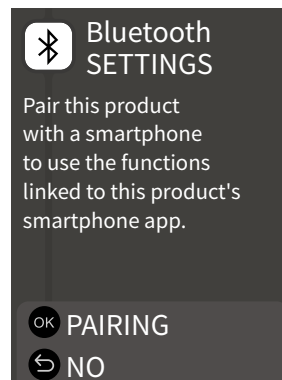 Bluetooth
SETTINGS
Pair this product
with a smartphone
to use the functions
linked to this product's
smartphone app.
OK PAIRING
NO